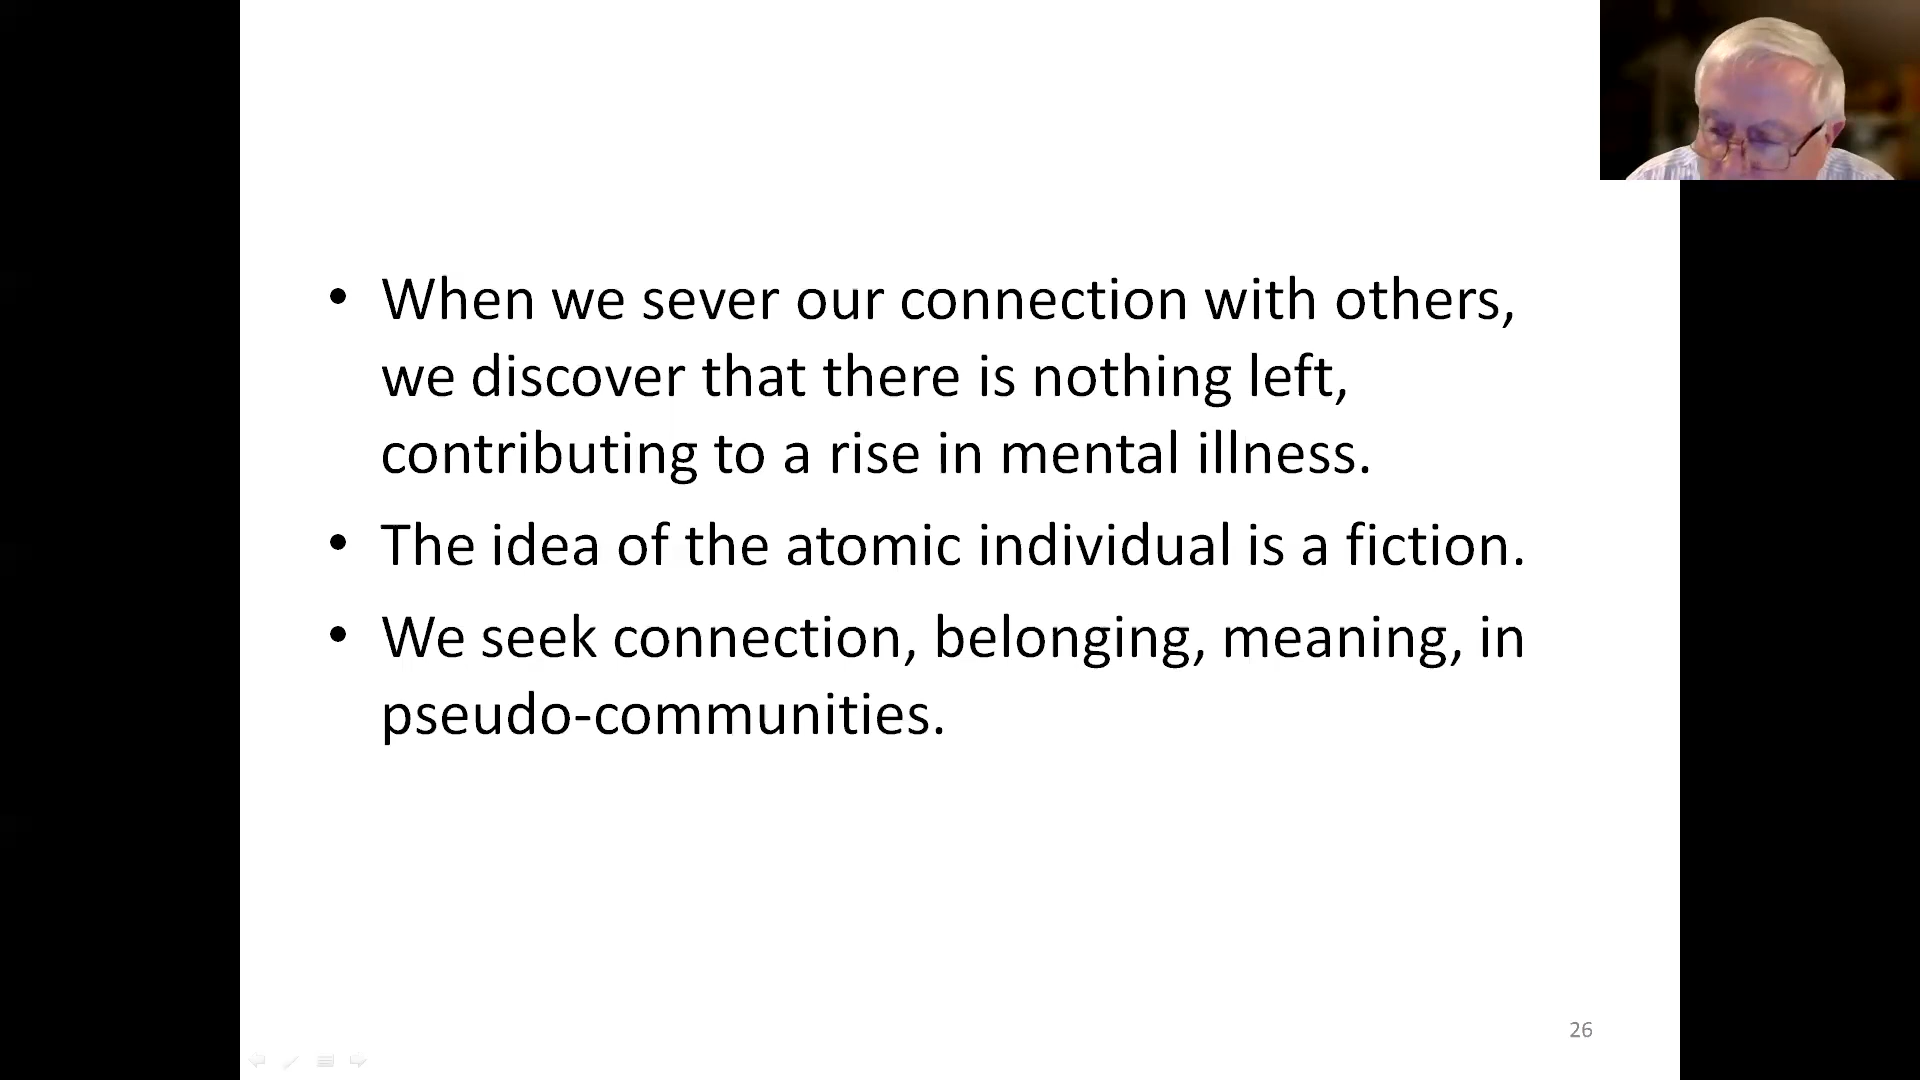 • When we sever our connection with others,
we discover that there is nothing left,
contributing to a rise in mental illness.
• The idea of the atomic individual is a fiction.
• We seek connection, belonging, meaning, in
pseudo-communities.
26